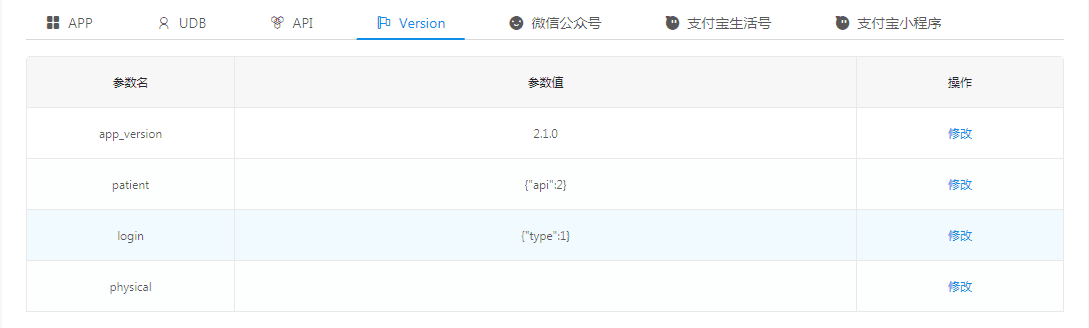 APP UDB API Version 微信公众号 支付宝生活号 支付宝小程序
参数名 参数值 操作
app_version 2.1.0 修改
patient {"api":2} 修改
login {"type":1} 修改
physical 修改